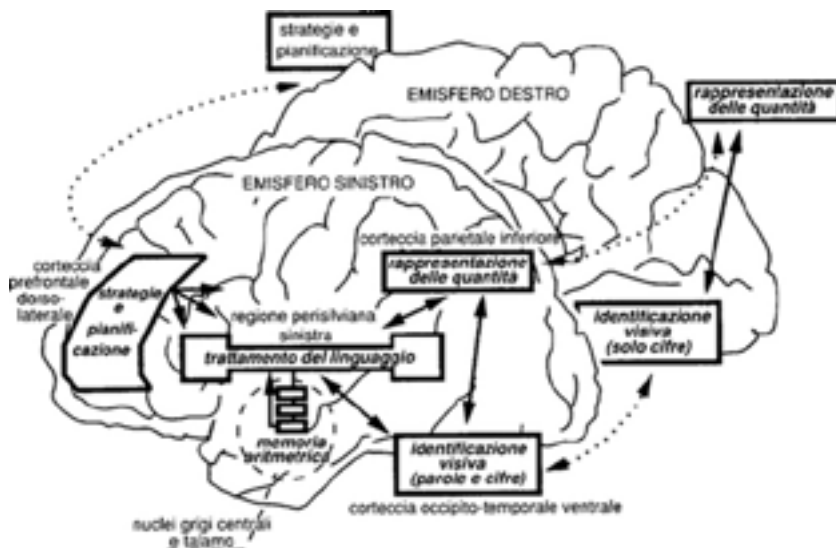 strategie e
pianificazione
EMISFERO DESTRO
rappresentazione
delle quantità
EMISFERO SINISTRO
corteccia parietale inferiore
rappresentazione
delle quantità
corteccia
prefrontale
dorso-
laterale
strategie
e
pianifi-
cazione
regione perisilviana
sinistra
trattamento del linguaggio
identificazione
visiva
(solo cifre)
memoria
aritmetrica
identificazione
visiva
(parole e cifre)
corteccia occipito-temporale ventrale
nuclei grigi centrali
e talamo